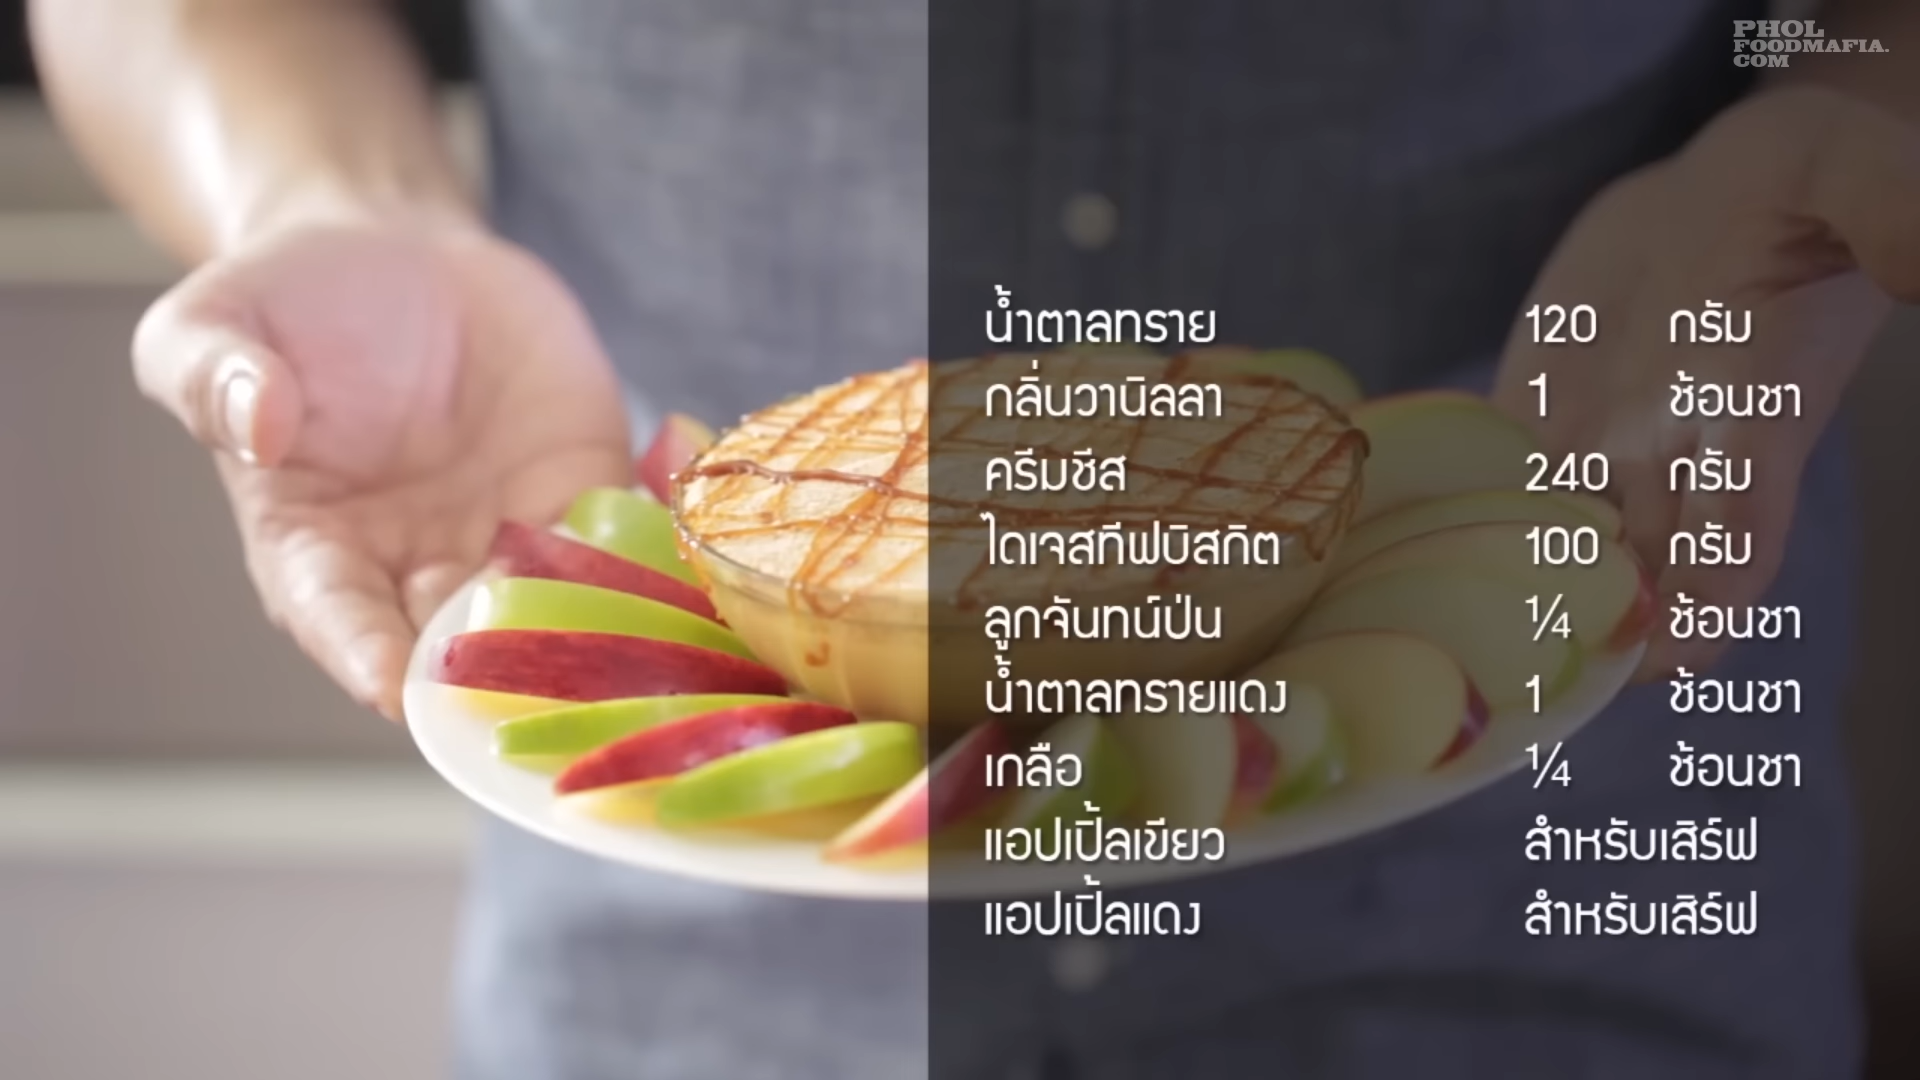 PHOL
FOODMAFIA.
COM
น้ำตาลทราย 120 กรัม
กลิ่นวานิลลา 1 ช้อนชา
ครีมชีส 240 กรัม
ไดเจสทีฟบิสกิต 100 กรัม
ลูกจันทน์ป่น ¼ ช้อนชา
น้ำตาลทรายแดง 1 ช้อนชา
เกลือ ¼ ช้อนชา
แอปเปิ้ลเขียว สำหรับเสิร์ฟ
แอปเปิ้ลแดง สำหรับเสิร์ฟ